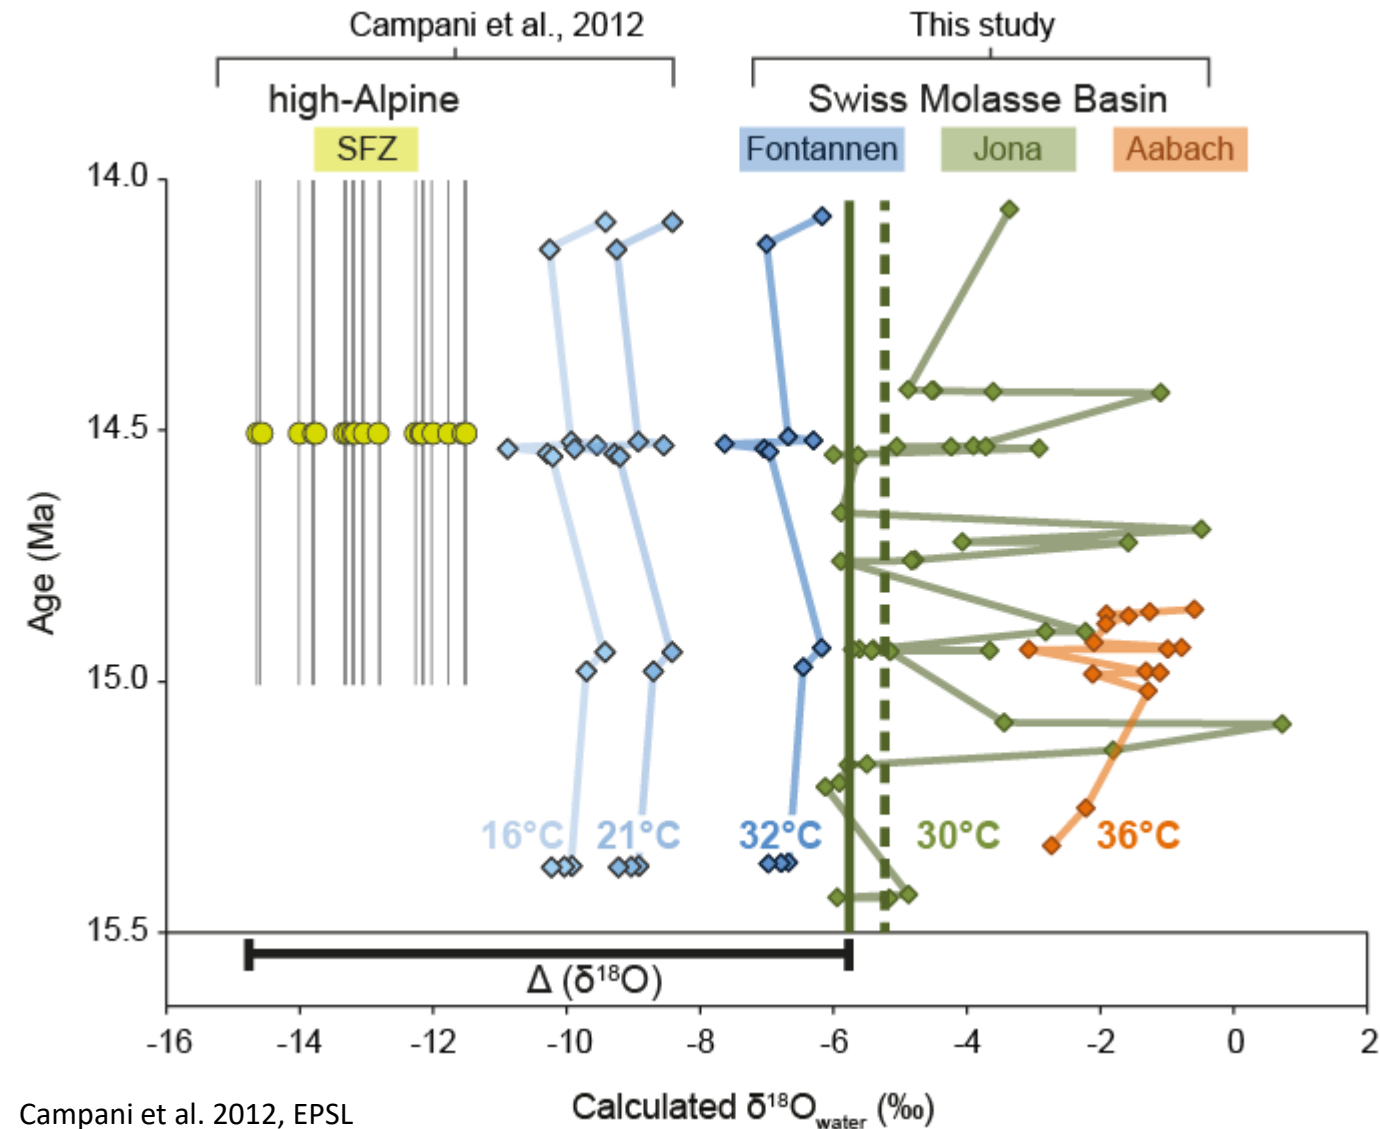 Campani et al., 2012
This study
high-Alpine
Swiss Molasse Basin
SFZ
Fontannen
Jona
Aabach
14.0
14.5
15.0
15.5
Age (Ma)
16°C
21°C
32°C
30°C
36°C
Δ (δ¹⁸O)
-16
-14
-12
-10
-8
-6
-4
-2
0
2
Calculated δ¹⁸O_water (‰)
Campani et al. 2012, EPSL